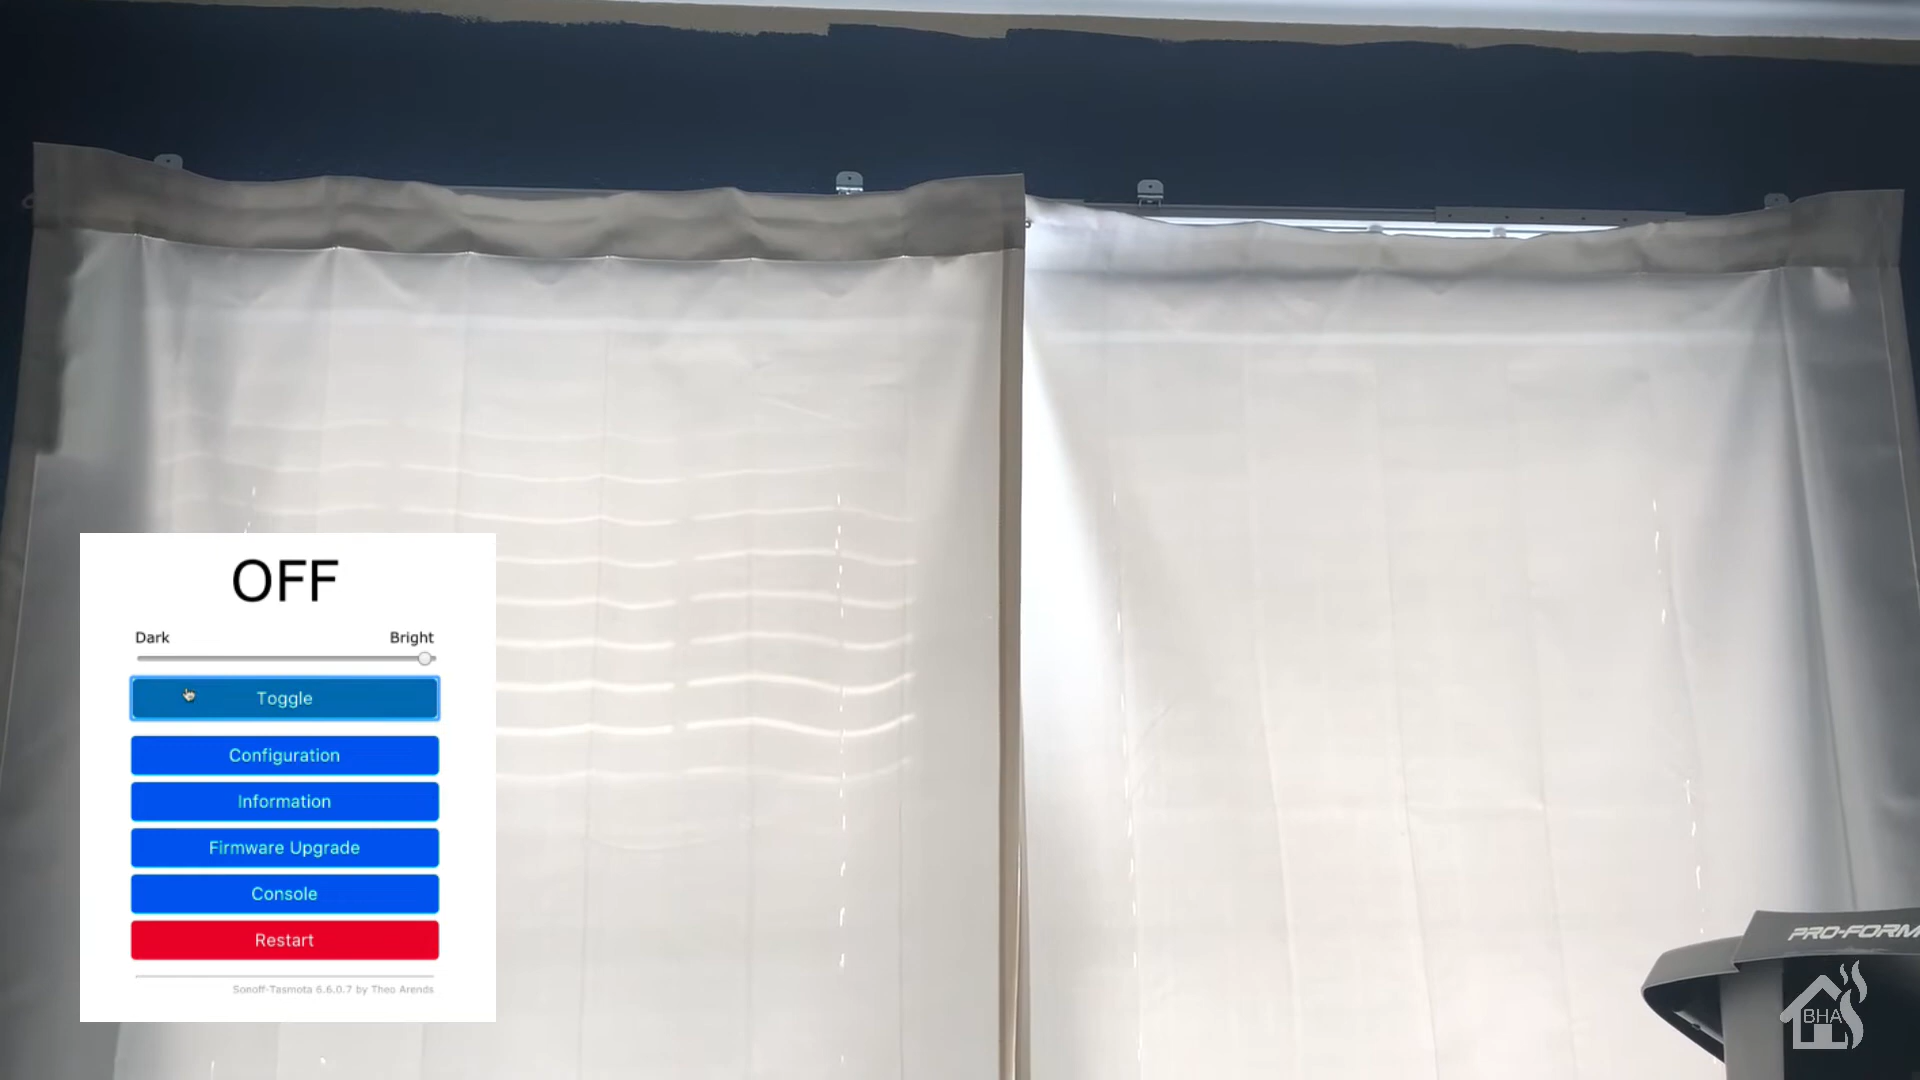 OFF
Dark Bright
Toggle
Configuration
Information
Firmware Upgrade
Console
Restart
Sonoff-Tasmota 6.6.0.7 by Theo Arends
PRO-FORM
BHA